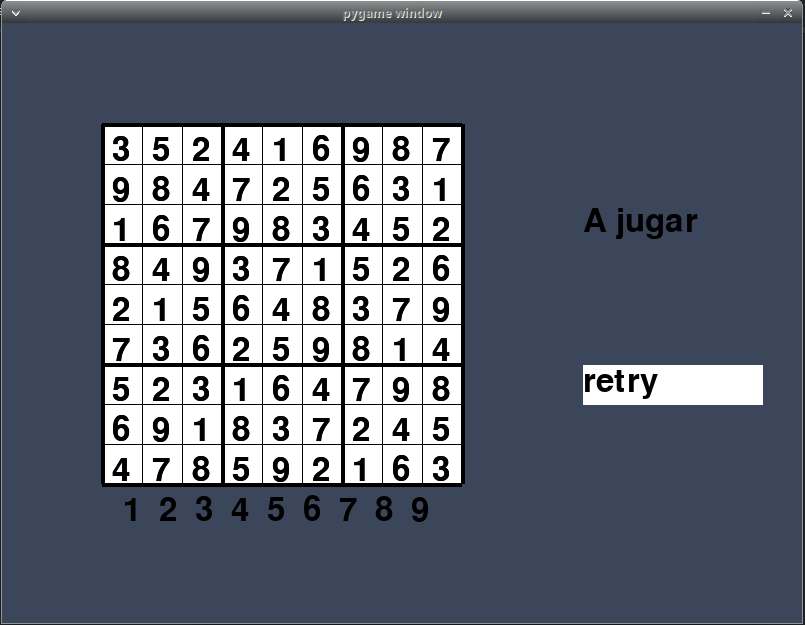 pygame window
3 5 2 4 1 6 9 8 7
9 8 4 7 2 5 6 3 1
1 6 7 9 8 3 4 5 2
8 4 9 3 7 1 5 2 6
2 1 5 6 4 8 3 7 9
7 3 6 2 5 9 8 1 4
5 2 3 1 6 4 7 9 8
6 9 1 8 3 7 2 4 5
4 7 8 5 9 2 1 6 3
1 2 3 4 5 6 7 8 9
A jugar
retry